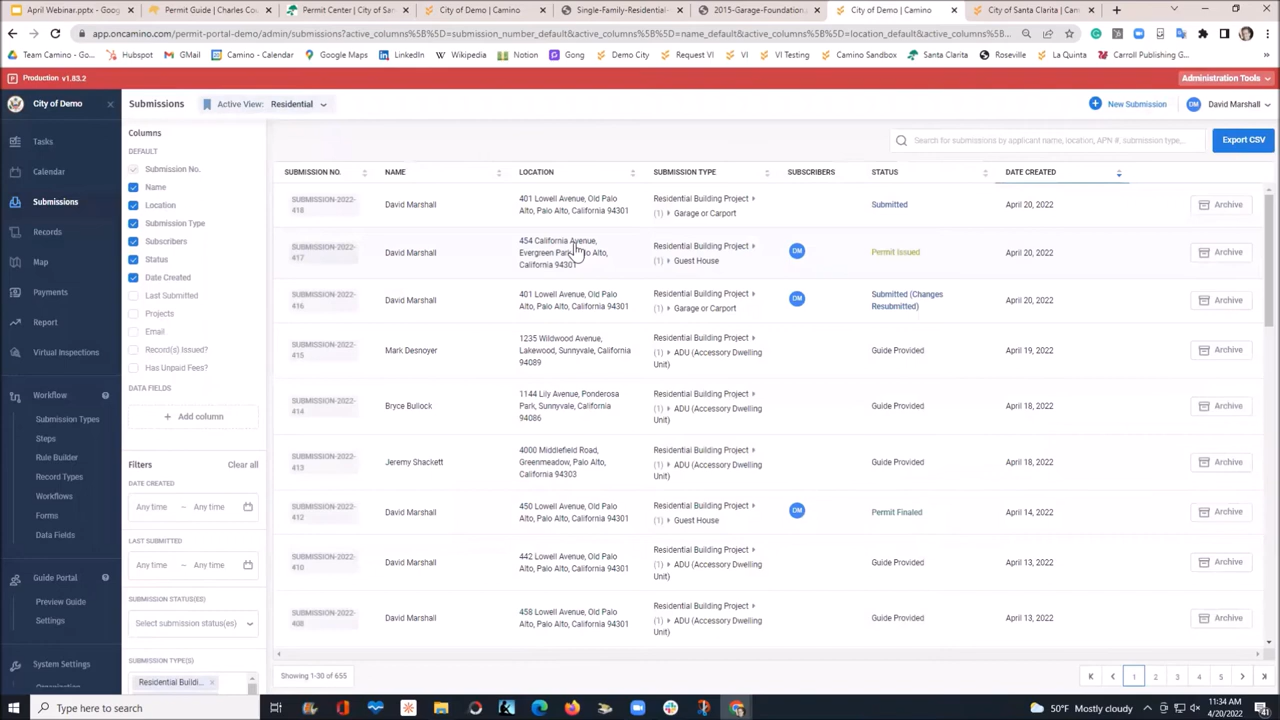 April Webinar.pptx - Go
Permit Guide | Charles Cou
Permit Center | City of San
City of Demo | Camino
Single-Family-Residential-
2015-Garage-Foundation
City of Demo | Camino
City of Santa Clarita | Cam
app.oncamino.com/permit-portal-demo/admin/submissions?active_columns%5B%5D=submission_number_default&active_columns%5B%5D=name_default&active_columns%5B%5D=location_default&active_columns%5...
Team Camino
Hubspot
GMail
Camino - Calendar
Google Maps
LinkedIn
Wikipedia
Notion
Gong
Demo City
Request VI
VI
VI Testing
Camino Sandbox
Santa Clarita
Roseville
La Quinta
Carroll Publishing G...
Production v1.83.2
Administration Tools
City of Demo
Submissions
Active View: Residential
New Submission
DM
David Marshall
Tasks
Calendar
Submissions
Records
Map
Payments
Report
Virtual Inspections
Workflow
Submission Types
Steps
Rule Builder
Record Types
Workflows
Forms
Data Fields
Guide Portal
Preview Guide
Settings
System Settings
Columns
DEFAULT
Submission No.
Name
Location
Submission Type
Subscribers
Status
Date Created
Last Submitted
Projects
Email
Record(s) Issued?
Has Unpaid Fees?
DATA FIELDS
+ Add column
Filters
Clear all
DATE CREATED
Any time ~ Any time
LAST SUBMITTED
Any time ~ Any time
SUBMISSION STATUS(ES)
Select submission status(es)
SUBMISSION TYPE(S)
Residential Buildi... ×
Search for submissions by applicant name, location, APN #, submission type,...
Export CSV
SUBMISSION NO.
NAME
LOCATION
SUBMISSION TYPE
SUBSCRIBERS
STATUS
DATE CREATED
SUBMISSION-2022-
418
David Marshall
401 Lowell Avenue, Old Palo
Alto, Palo Alto, California 94301
Residential Building Project
(1) Garage or Carport
Submitted
April 20, 2022
Archive
SUBMISSION-2022-
417
David Marshall
454 California Avenue,
Evergreen Park, Palo Alto,
California 94301
Residential Building Project
(1) Guest House
DM
Permit Issued
April 20, 2022
Archive
SUBMISSION-2022-
416
David Marshall
401 Lowell Avenue, Old Palo
Alto, Palo Alto, California 94301
Residential Building Project
(1) Garage or Carport
DM
Submitted (Changes
Resubmitted)
April 20, 2022
Archive
SUBMISSION-2022-
415
Mark Desnoyer
1235 Wildwood Avenue,
Lakewood, Sunnyvale, California
94089
Residential Building Project
(1) ADU (Accessory Dwelling
Unit)
Guide Provided
April 19, 2022
Archive
SUBMISSION-2022-
414
Bryce Bullock
1144 Lily Avenue, Ponderosa
Park, Sunnyvale, California
94086
Residential Building Project
(1) ADU (Accessory Dwelling
Unit)
Guide Provided
April 18, 2022
Archive
SUBMISSION-2022-
413
Jeremy Shackett
4000 Middlefield Road,
Greenmeadow, Palo Alto,
California 94303
Residential Building Project
(1) ADU (Accessory Dwelling
Unit)
Guide Provided
April 18, 2022
Archive
SUBMISSION-2022-
412
David Marshall
450 Lowell Avenue, Old Palo
Alto, Palo Alto, California 94301
Residential Building Project
(1) Guest House
DM
Permit Finaled
April 14, 2022
Archive
SUBMISSION-2022-
410
David Marshall
442 Lowell Avenue, Old Palo
Alto, Palo Alto, California 94301
Residential Building Project
(1) ADU (Accessory Dwelling
Unit)
Guide Provided
April 13, 2022
Archive
SUBMISSION-2022-
408
David Marshall
458 Lowell Avenue, Old Palo
Alto, Palo Alto, California 94301
Residential Building Project
(1) ADU (Accessory Dwelling
Unit)
Guide Provided
April 13, 2022
Archive
Showing 1-30 of 655
1 2 3 4 5
Type here to search
50°F Mostly sunny
11:34 AM
4/20/2022
41